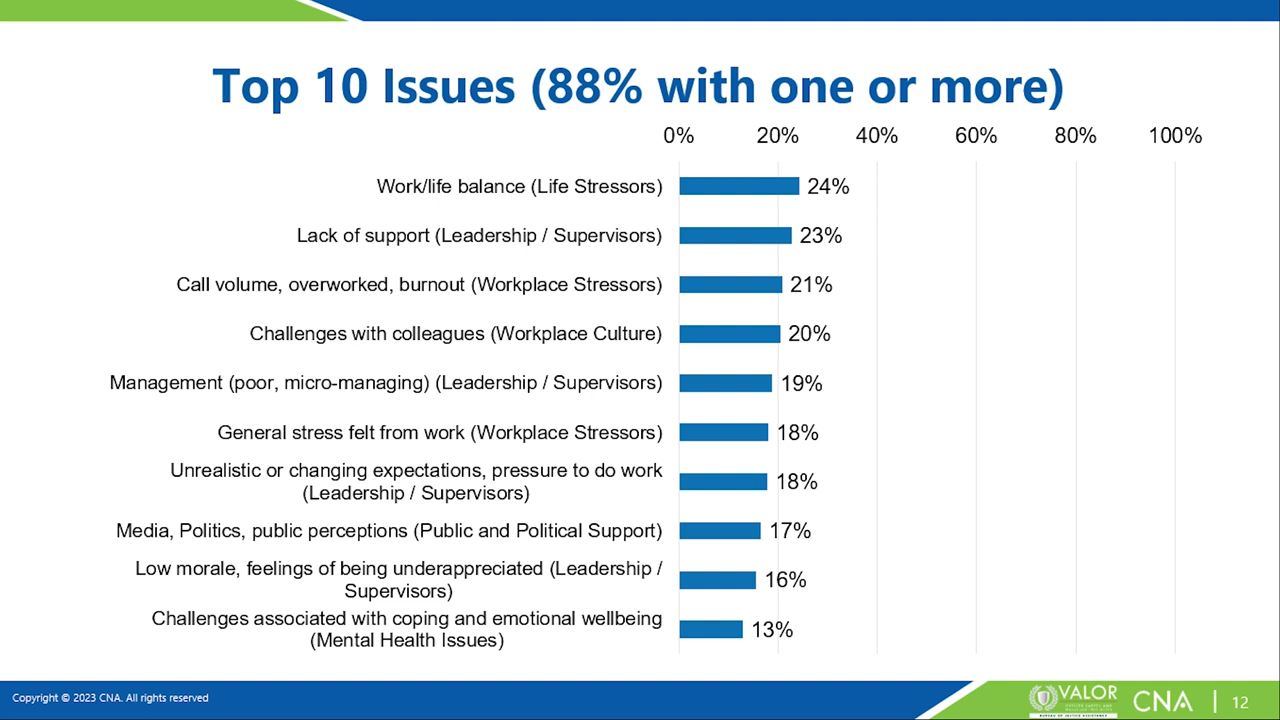 Top 10 Issues (88% with one or more)
0% 20% 40% 60% 80% 100%
Work/life balance (Life Stressors) 24%
Lack of support (Leadership / Supervisors) 23%
Call volume, overworked, burnout (Workplace Stressors) 21%
Challenges with colleagues (Workplace Culture) 20%
Management (poor, micro-managing) (Leadership / Supervisors) 19%
General stress felt from work (Workplace Stressors) 18%
Unrealistic or changing expectations, pressure to do work
(Leadership / Supervisors) 18%
Media, Politics, public perceptions (Public and Political Support) 17%
Low morale, feelings of being underappreciated (Leadership /
Supervisors) 16%
Challenges associated with coping and emotional wellbeing
(Mental Health Issues) 13%
Copyright © 2023 CNA. All rights reserved
VALOR
BUREAU OF JUSTICE ASSISTANCE
CNA | 12